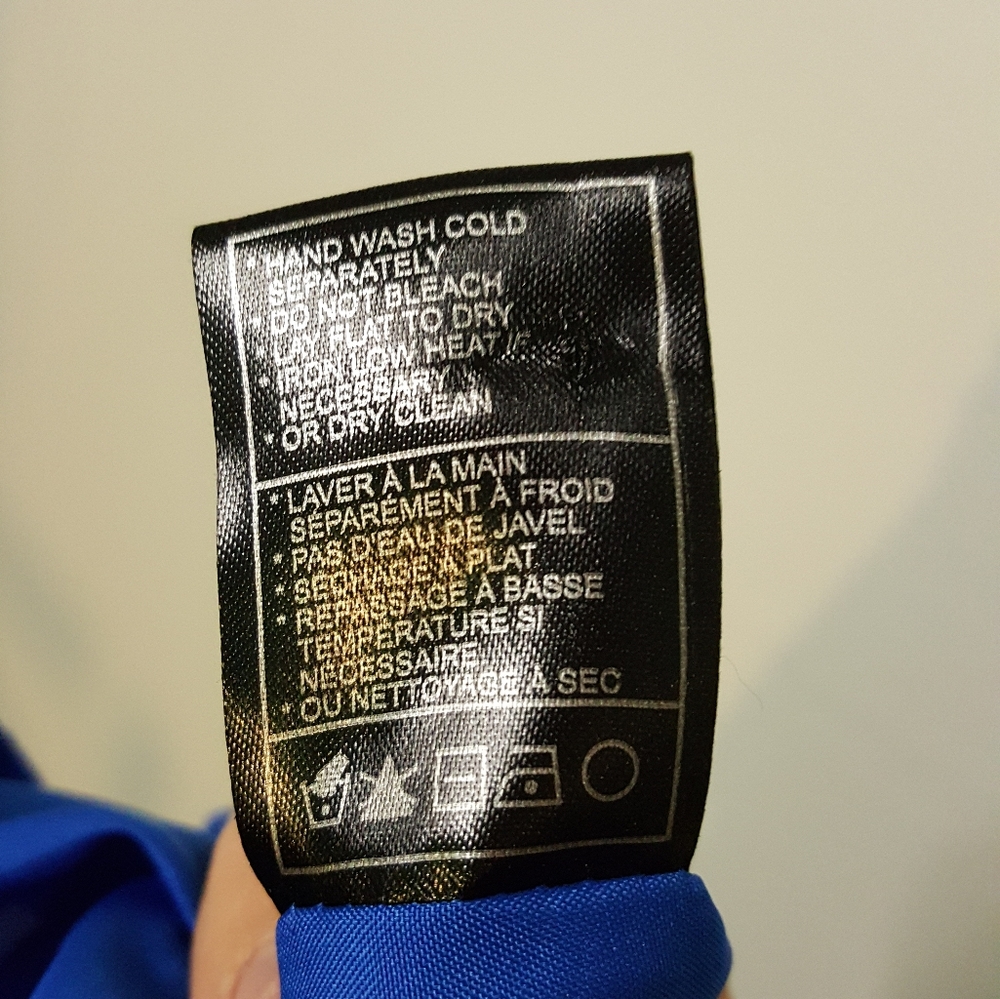 * HAND WASH COLD
SEPARATELY
* DO NOT BLEACH
* LAY FLAT TO DRY
* IRON LOW HEAT IF
NECESSARY
* OR DRY CLEAN
* LAVER À LA MAIN
SÉPARÉMENT À FROID
* PAS D'EAU DE JAVEL
* SÉCHAGE À PLAT
* REPASSAGE À BASSE
TEMPÉRATURE SI
NÉCESSAIRE
* OU NETTOYAGE À SEC